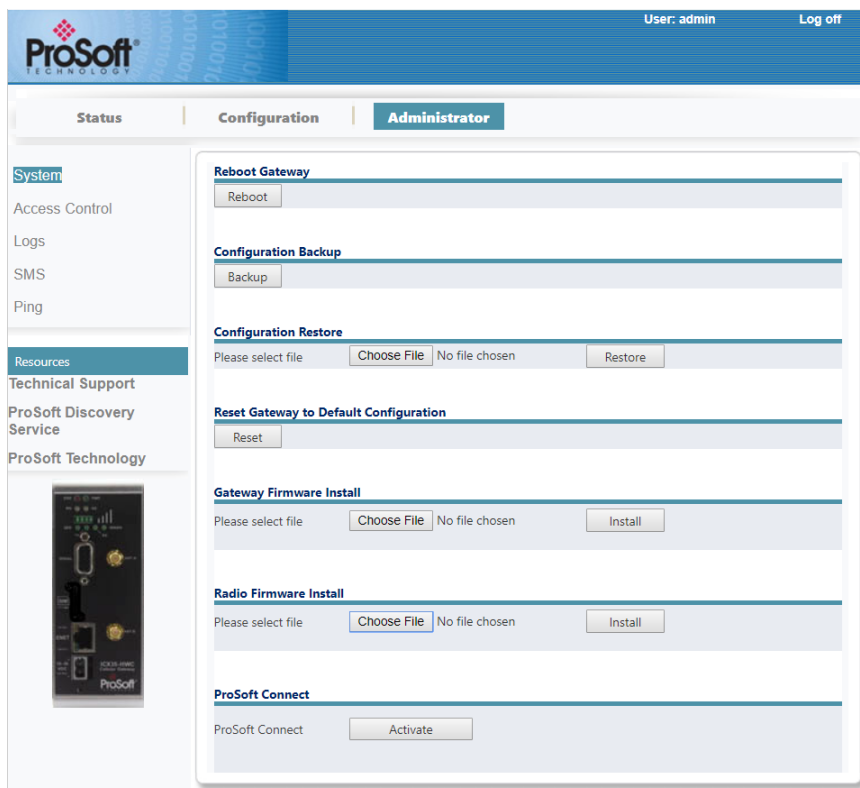 User: admin
Log off
ProSoft®
TECHNOLOGY
Status
Configuration
Administrator
System
Access Control
Logs
SMS
Ping
Resources
Technical Support
ProSoft Discovery
Service
ProSoft Technology
ProSoft
Reboot Gateway
Reboot
Configuration Backup
Backup
Configuration Restore
Please select file Choose File No file chosen Restore
Reset Gateway to Default Configuration
Reset
Gateway Firmware Install
Please select file Choose File No file chosen Install
Radio Firmware Install
Please select file Choose File No file chosen Install
ProSoft Connect
ProSoft Connect Activate